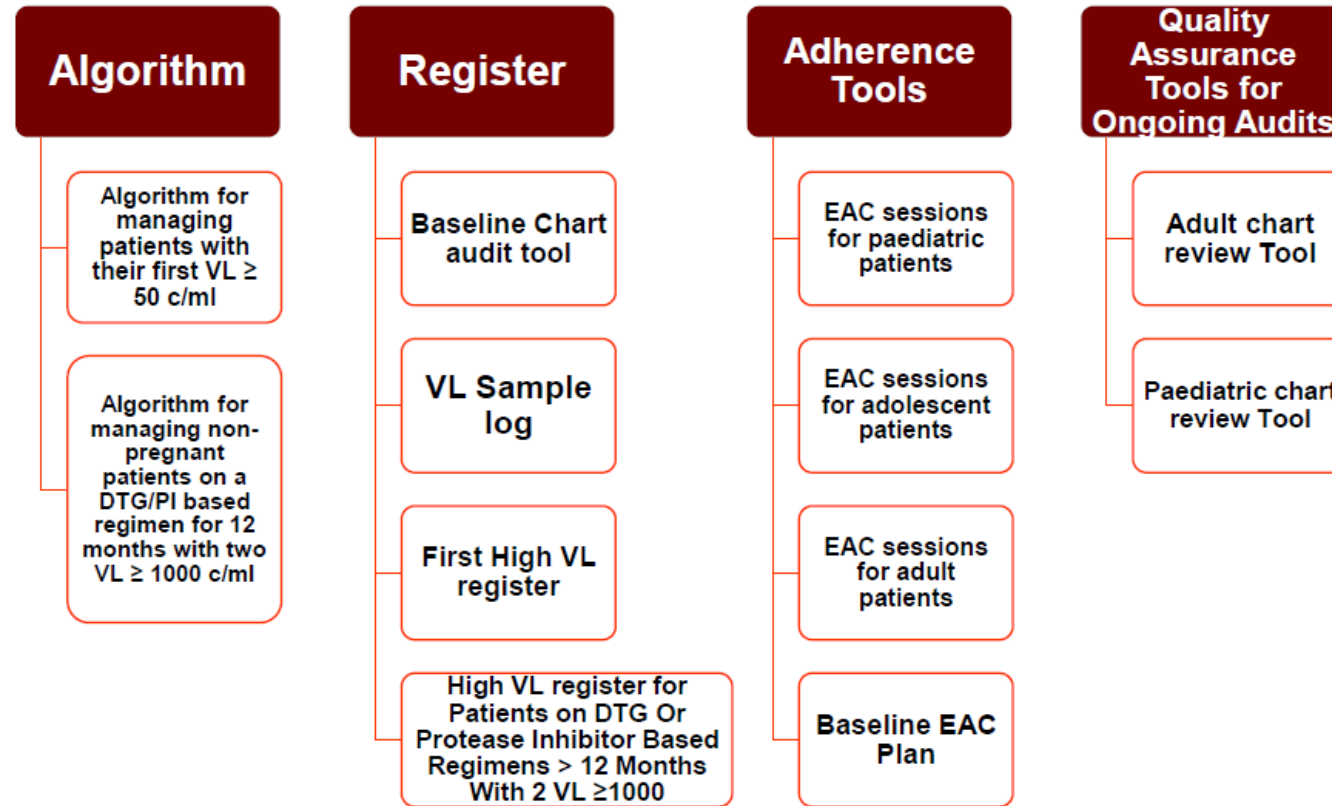 Algorithm
Algorithm for
managing
patients with
their first VL ≥
50 c/ml
Algorithm for
managing non-
pregnant
patients on a
DTG/PI based
regimen for 12
months with two
VL ≥ 1000 c/ml
Register
Baseline Chart
audit tool
VL Sample
log
First High VL
register
High VL register for
Patients on DTG Or
Protease Inhibitor Based
Regimens > 12 Months
With 2 VL ≥1000
Adherence
Tools
EAC sessions
for paediatric
patients
EAC sessions
for adolescent
patients
EAC sessions
for adult
patients
Baseline EAC
Plan
Quality
Assurance
Tools for
Ongoing Audits
Adult chart
review Tool
Paediatric chart
review Tool